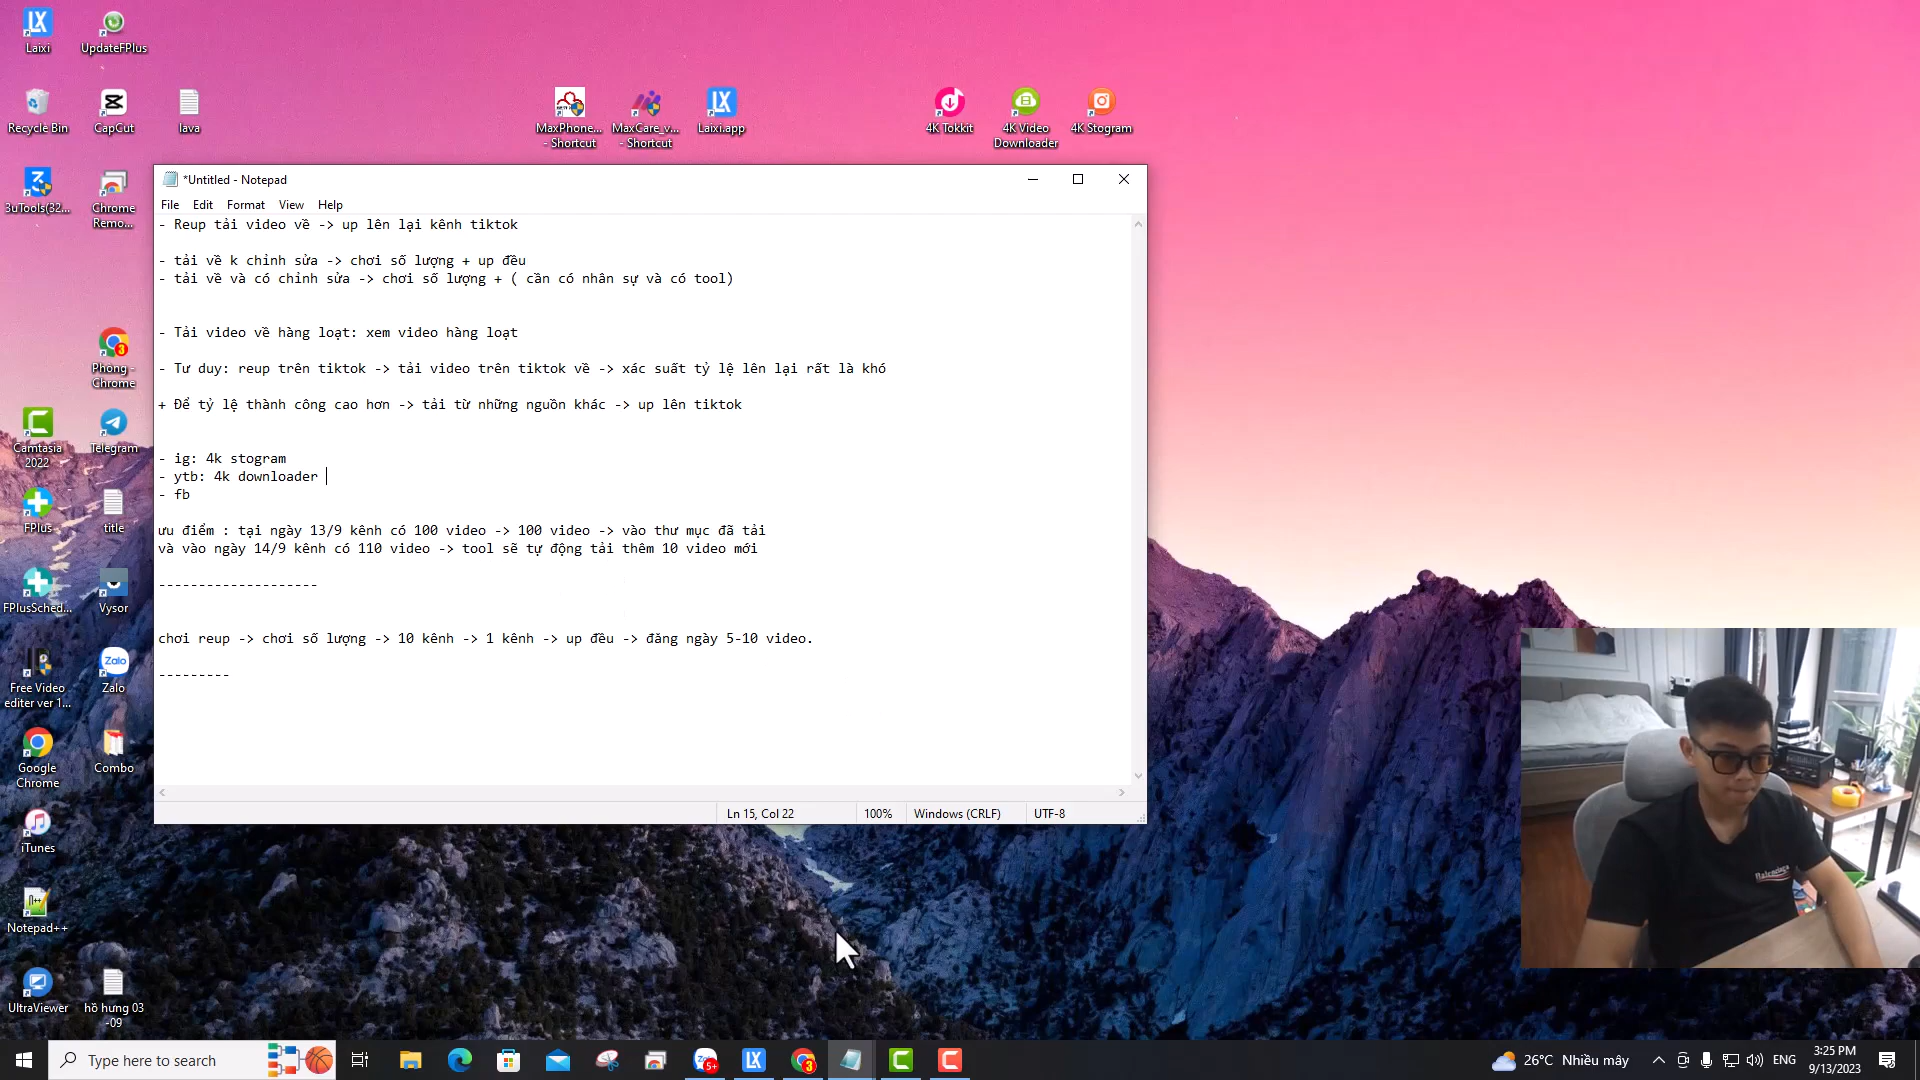 Laixi
UpdateFPlus
Recycle Bin
CapCut
lava
MaxPhone... - Shortcut
MaxCare_v... - Shortcut
Laixi.app
4K Tokkit
4K Video Downloader
4K Stogram
3uTools(32...
Chrome Remo...
*Untitled - Notepad
File Edit Format View Help
- Reup tải video về -> up lên lại kênh tiktok
- tải về k chỉnh sửa -> chơi số lượng + up đều
- tải về và có chỉnh sửa -> chơi số lượng + ( cần có nhân sự và có tool)
- Tải video về hàng loạt: xem video hàng loạt
- Tư duy: reup trên tiktok -> tải video trên tiktok về -> xác suất tỷ lệ lên lại rất là khó
+ Để tỷ lệ thành công cao hơn -> tải từ những nguồn khác -> up lên tiktok
- ig: 4k stogram
- ytb: 4k downloader
- fb
ưu điểm : tại ngày 13/9 kênh có 100 video -> 100 video -> vào thư mục đã tải
và vào ngày 14/9 kênh có 110 video -> tool sẽ tự động tải thêm 10 video mới
--------------------
chơi reup -> chơi số lượng -> 10 kênh -> 1 kênh -> up đều -> đăng ngày 5-10 video.
---------
Ln 15, Col 22
100%
Windows (CRLF)
UTF-8
Phòng - Chrome
Camtasia 2022
Telegram
FPlus
title
FPlusSched...
Vysor
Free Video editer ver 1...
Zalo
Google Chrome
Combo
iTunes
Notepad++
UltraViewer
hồ hưng 03 -09
Balenciaga
Type here to search
26°C Nhiều mây
ENG
3:25 PM
9/13/2023